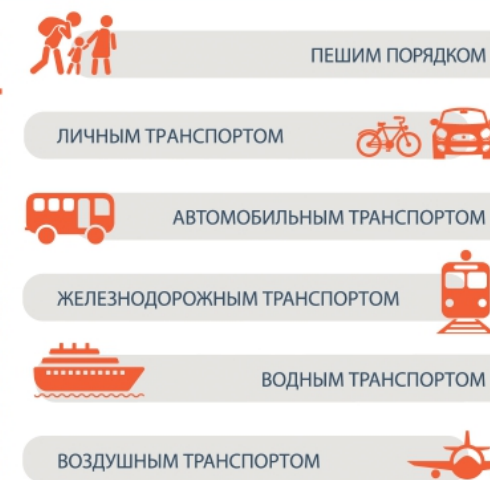 ПЕШИМ ПОРЯДКОМ
ЛИЧНЫМ ТРАНСПОРТОМ
АВТОМОБИЛЬНЫМ ТРАНСПОРТОМ
ЖЕЛЕЗНОДОРОЖНЫМ ТРАНСПОРТОМ
ВОДНЫМ ТРАНСПОРТОМ
ВОЗДУШНЫМ ТРАНСПОРТОМ